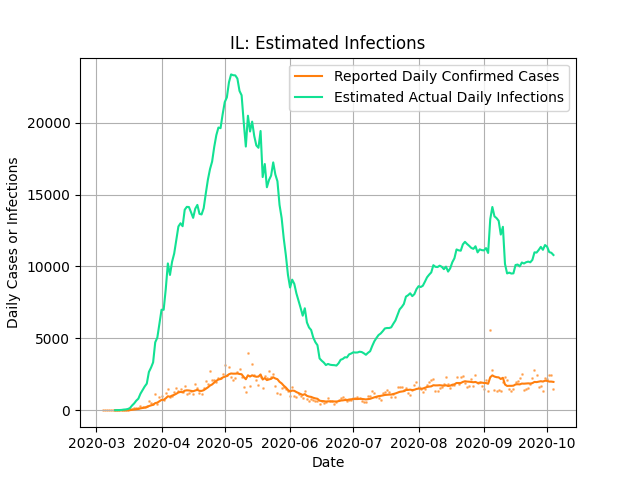 IL: Estimated Infections
Reported Daily Confirmed Cases
Estimated Actual Daily Infections
Daily Cases or Infections
20000
15000
10000
5000
0
2020-03 2020-04 2020-05 2020-06 2020-07 2020-08 2020-09 2020-10
Date